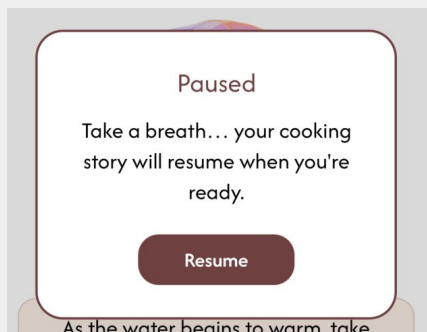 Paused
Take a breath... your cooking
story will resume when you're
ready.
Resume
As the water begins to warm, take